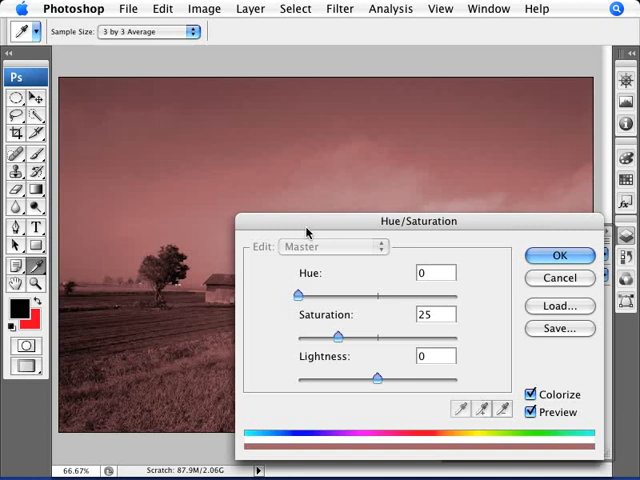 Photoshop File Edit Image Layer Select Filter Analysis View Window Help
Sample Size: 3 by 3 Average
Ps
Hue/Saturation
Edit: Master
OK
Hue: 0
Cancel
Load...
Saturation: 25
Save...
Lightness: 0
Colorize
Preview
66.67% Scratch: 87.9M/2.06G